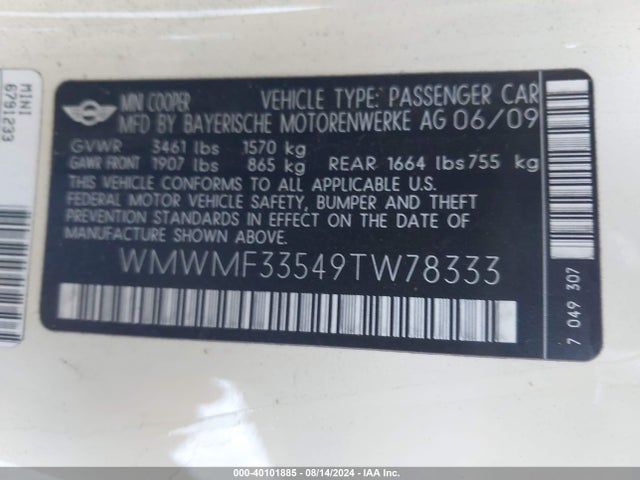 MINI
6791233
MINI COOPER VEHICLE TYPE: PASSENGER CAR
MFD BY BAYERISCHE MOTORENWERKE AG 06/09
GVWR 3461 lbs 1570 kg
GAWR FRONT 1907 lbs 865 kg REAR 1664 lbs 755 kg
THIS VEHICLE CONFORMS TO ALL APPLICABLE U.S.
FEDERAL MOTOR VEHICLE SAFETY, BUMPER AND THEFT
PREVENTION STANDARDS IN EFFECT ON THE DATE OF
MANUFACTURE SHOWN ABOVE.
WMWMF33549TW78333
7 049 307
000-40101885 - 08/14/2024 - IAAI.COM